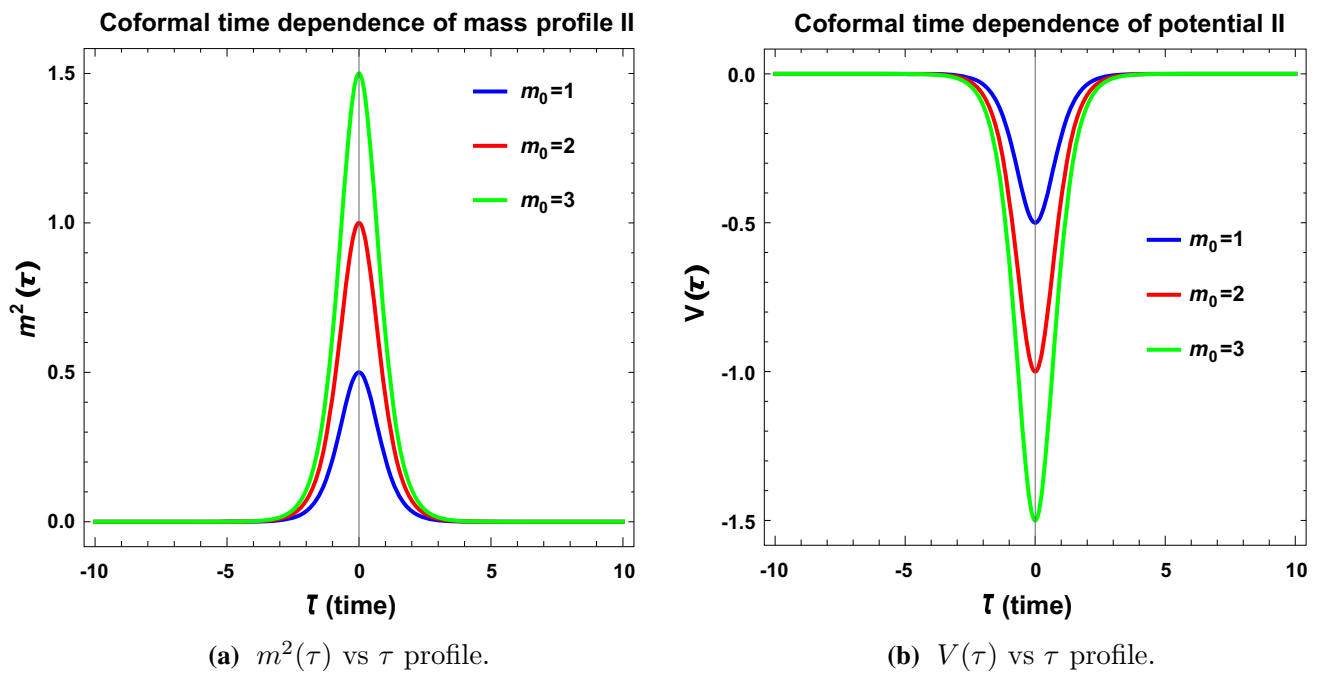 Coformal time dependence of mass profile II
1.5
1.0
0.5
0.0
m² (τ)
m₀=1
m₀=2
m₀=3
-10
-5
0
5
10
τ (time)
(a) m²(τ) vs τ profile.
Coformal time dependence of potential II
0.0
-0.5
-1.0
-1.5
V (τ)
m₀=1
m₀=2
m₀=3
-10
-5
0
5
10
τ (time)
(b) V(τ) vs τ profile.